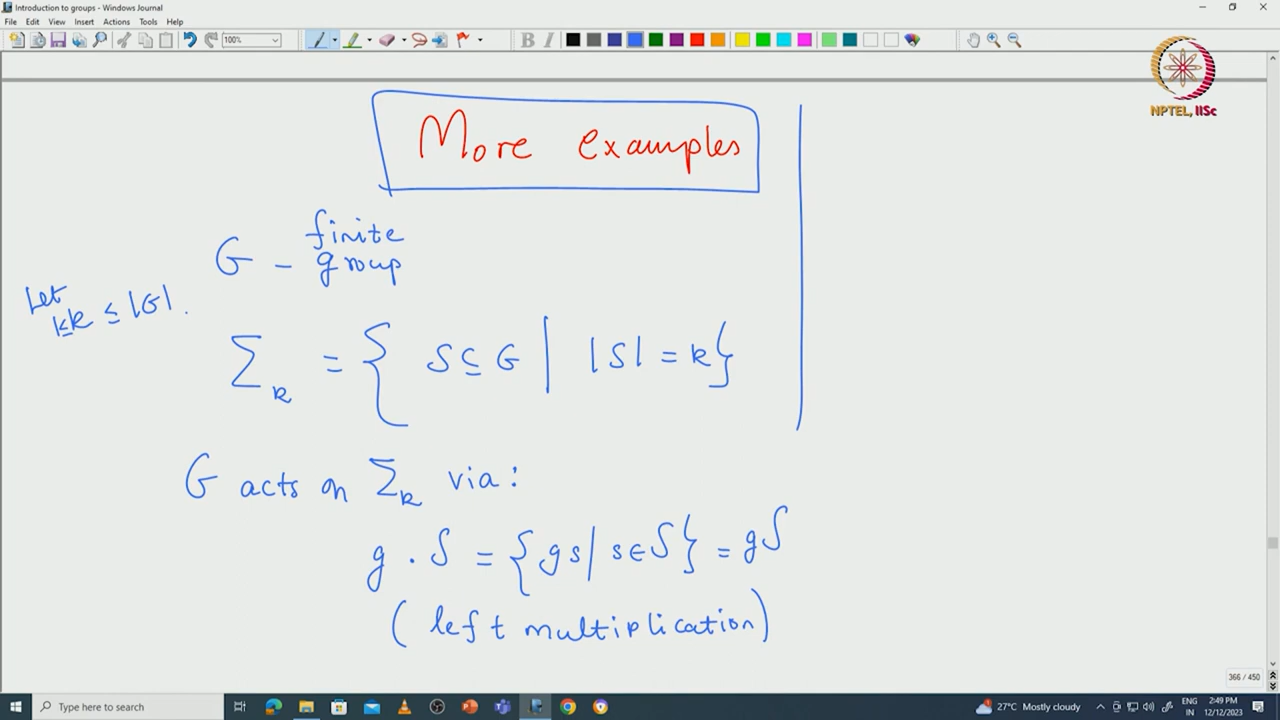 Introduction to groups - Windows Journal
File Edit View Insert Actions Tools Help
100%
B I
NPTEL, IISc
More examples
G - finite group
Let 1≤k ≤ |G|.
Σ_k = { S⊆G | |S| = k }
G acts on Σ_k via:
g . S = { gs | s∈S } = gS
( left multiplication )
366 / 450
Type here to search
27°C Mostly cloudy
ENG
IN
2:49 PM
12/12/2023